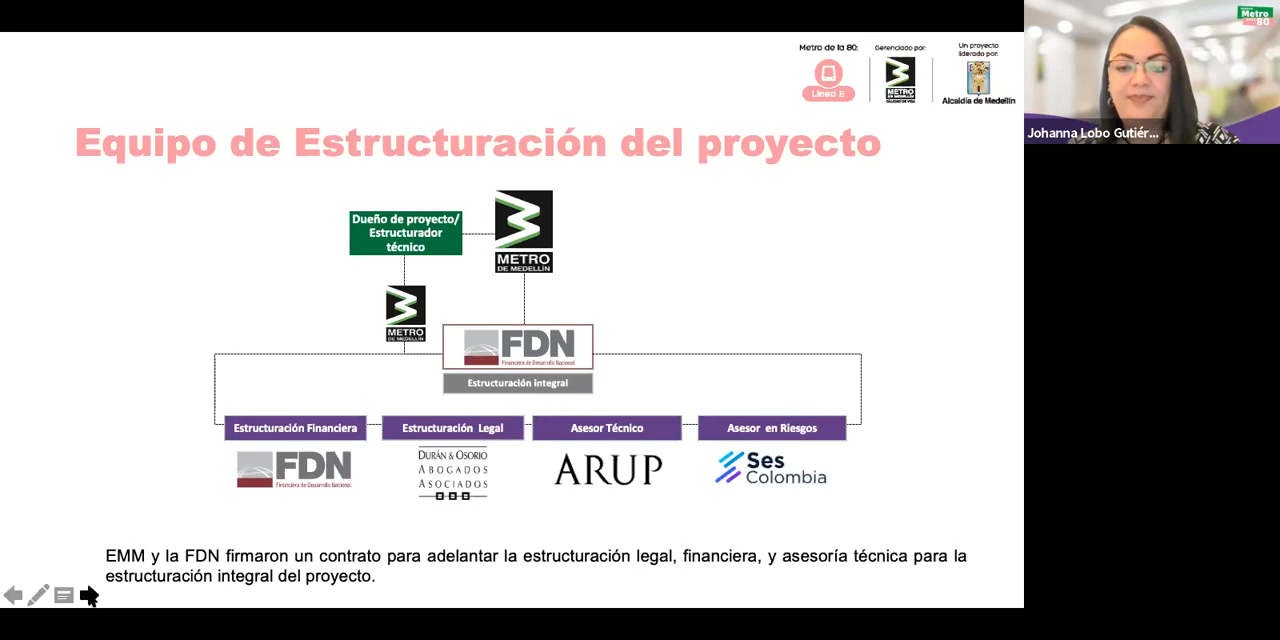 Metro de la 80:
Línea E
Gerenciado por:
METRO
DE MEDELLÍN
CALIDAD DE VIDA
Un proyecto
liderado por:
Alcaldía de Medellín
Metro
80
Johanna Lobo Gutiér...
Equipo de Estructuración del proyecto
Dueño de proyecto/
Estructurador
técnico
METRO
DE MEDELLÍN
METRO
DE MEDELLÍN
FDN
Financiera de Desarrollo Nacional
Estructuración integral
Estructuración Financiera
Estructuración Legal
Asesor Técnico
Asesor en Riesgos
FDN
Financiera de Desarrollo Nacional
DURÁN & OSORIO
ABOGADOS
ASOCIADOS
ARUP
Ses
Colombia
EMM y la FDN firmaron un contrato para adelantar la estructuración legal, financiera, y asesoría técnica para la
estructuración integral del proyecto.